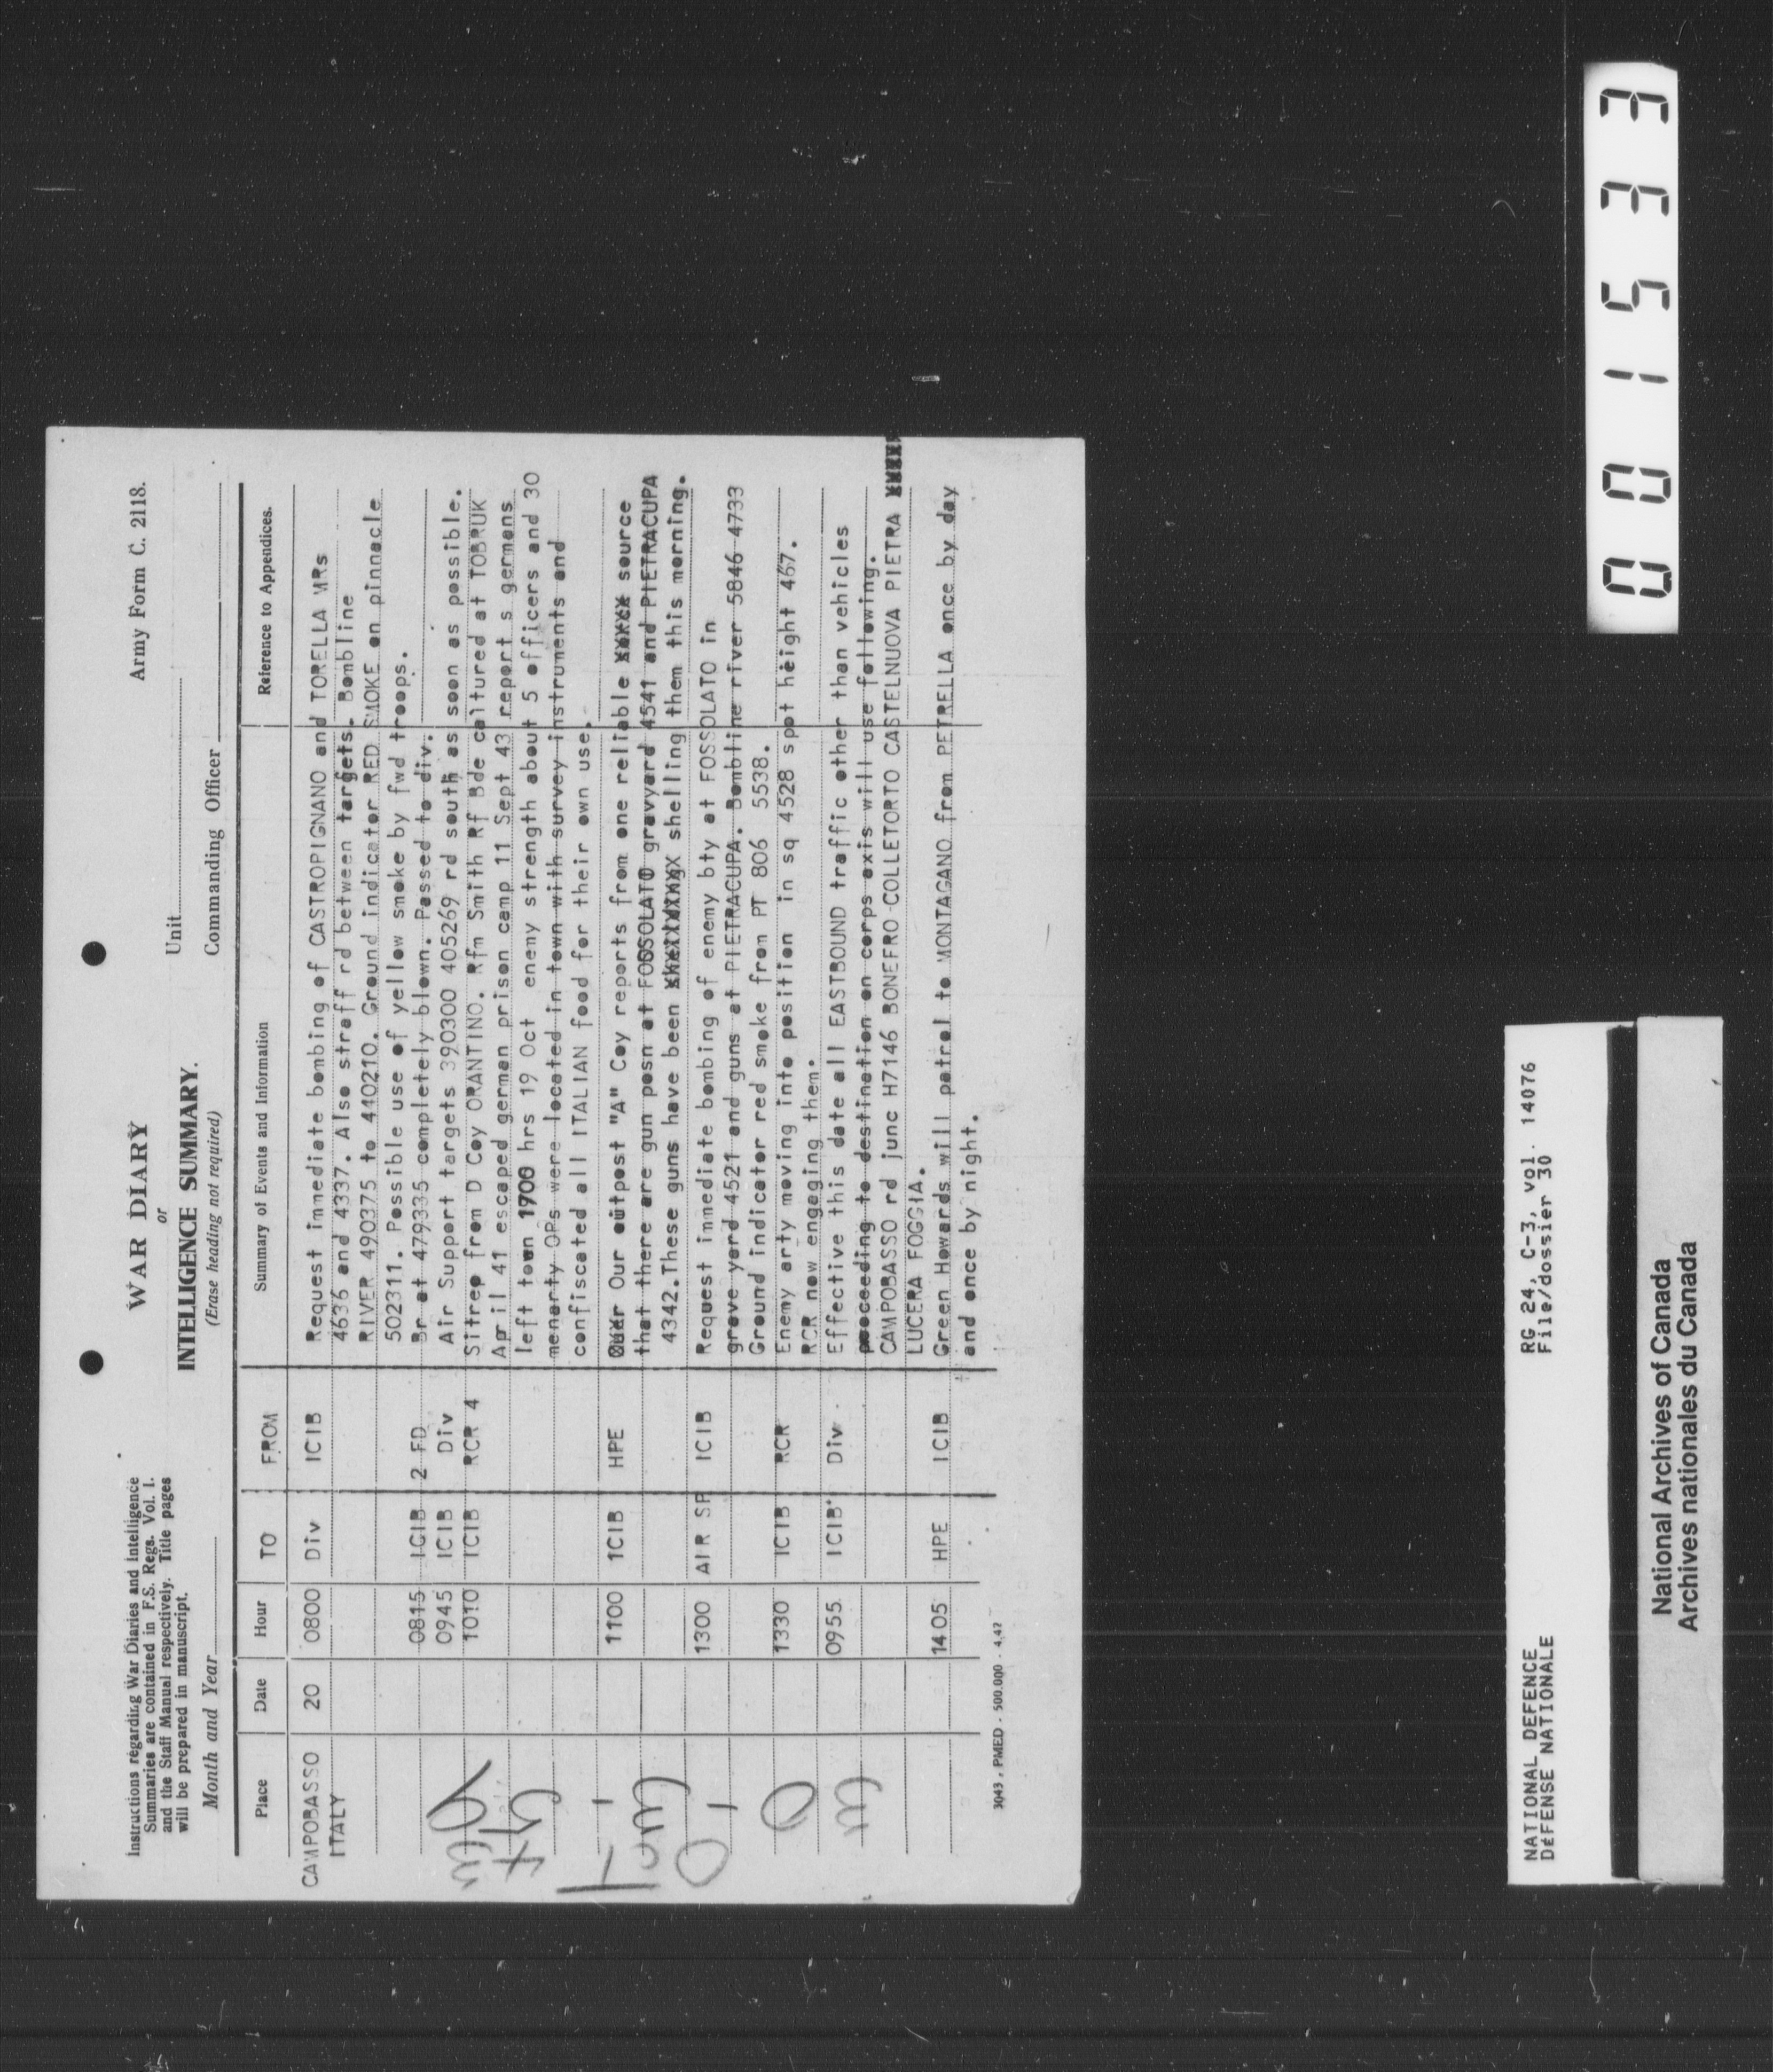 Instructions regarding War Diaries and Intelligence
Summaries are contained in F.S. Regs. Vol. I.
and the Staff Manual respectively. Title pages
will be prepared in manuscript.
Month and Year
WAR DIARY
or
INTELLIGENCE SUMMARY.
(Erase heading not required)
Army Form C. 2118.
Unit
Commanding Officer
Place Date Hour TO FROM Summary of Events and Information Reference to Appendices.
CAMPOBASSO 20 0800 Div ICIB Request immediate bombing of CASTROPIGNANO and TORELLA MRs
ITALY 4636 and 4337. Also straff rd between targets. Bombline
RIVER 490375 to 440210. Ground indicator RED SMOKE on pinnacle
502311. Possible use of yellow smoke by fwd troops.
0815 ICIB 2 FD Br at 479335 completely blown. Passed to div.
0945 ICIB Div Air Support targets 390300 405269 rd south as soon as possible.
1010 ICIB RCR 4 Sitrep from D Coy ORANTINO. Rfm Smith Rf Bde caltured at TOBRUK
Apr il 41 escaped german prison camp 11 Sept 43 report s germans
left town 1700 hrs 19 Oct enemy strength about 5 officers and 30
menarty OPs were located in town with survey instruments and
confiscated all ITALIAN food for their own use.
1100 1CIB HPE Our outpost "A" Coy reports from one reliable source
that there are gun posn at FOSSOLATO graveyard 4541 and PIETRACUPA
4342.These guns have been shelling them this morning.
1300 AIR SP ICIB Request immediate bombing of enemy bty at FOSSOLATO in
grave yard 4521 and guns at PIETRACUPA. Bombline river 5846 4733
Ground indicator red smoke from PT 806 5538.
1330 ICIB RCR Enemy arty moving into position in sq 4528 spot height 467.
RCR now engaging them.
0955 ICIB Div Effective this date all EASTBOUND traffic other than vehicles
proceeding to destination on corps axis will use following.
CAMPOBASSO rd junc H7146 BONEFRO-COLLETORTO CASTELNUOVA PIETRA
LUCERA FOGGIA.
1405 HPE ICIB Green Howards will patrol to MONTAGANO from PETRELLA once by day
and once by night.
3043, PMED. 500.000 - 4,42
NATIONAL DEFENCE RG 24, C-3, vol. 14076
DéFENSE NATIONALE File/dossier 30
National Archives of Canada
Archives nationales du Canada
001533